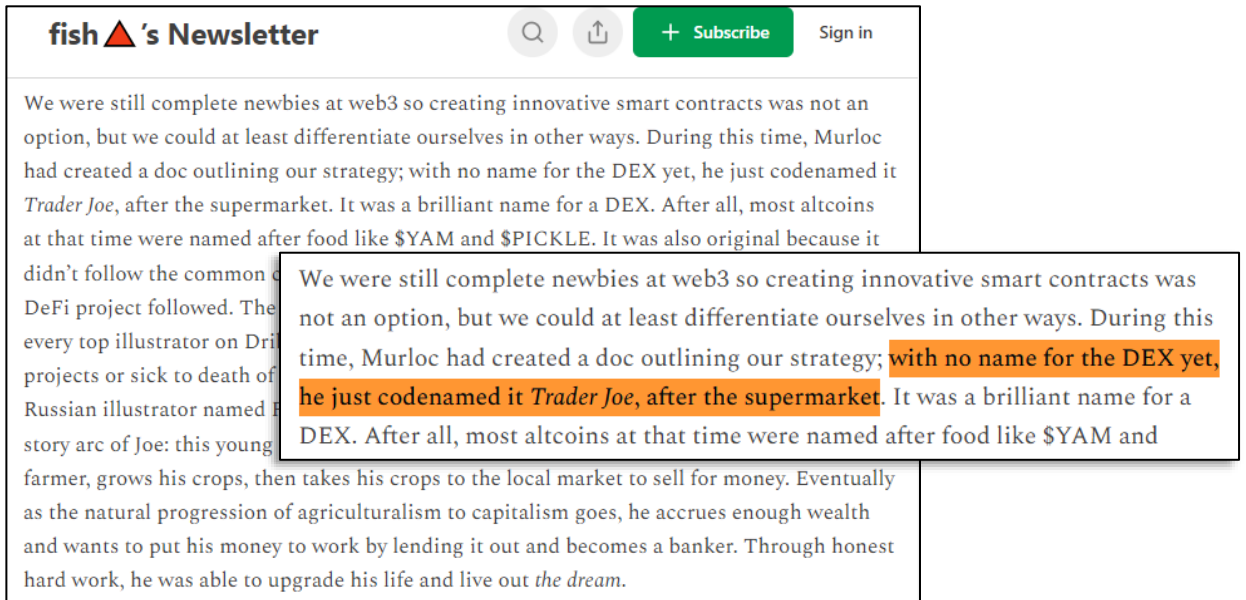 fish🔺’s Newsletter
+ Subscribe
Sign in
We were still complete newbies at web3 so creating innovative smart contracts was not an
option, but we could at least differentiate ourselves in other ways. During this time, Murloc
had created a doc outlining our strategy; with no name for the DEX yet, he just codenamed it
Trader Joe, after the supermarket. It was a brilliant name for a DEX. After all, most altcoins
at that time were named after food like $YAM and $PICKLE. It was also original because it
didn’t follow the common
DeFi project followed. The
every top illustrator on
projects or sick to death of
Russian illustrator named
story arc of Joe: this young
farmer, grows his crops, then takes his crops to the local market to sell for money. Eventually
as the natural progression of agriculturalism to capitalism goes, he accrues enough wealth
and wants to put his money to work by lending it out and becomes a banker. Through honest
hard work, he was able to upgrade his life and live out the dream.
We were still complete newbies at web3 so creating innovative smart contracts was
not an option, but we could at least differentiate ourselves in other ways. During this
time, Murloc had created a doc outlining our strategy; with no name for the DEX yet,
he just codenamed it Trader Joe, after the supermarket. It was a brilliant name for a
DEX. After all, most altcoins at that time were named after food like $YAM and